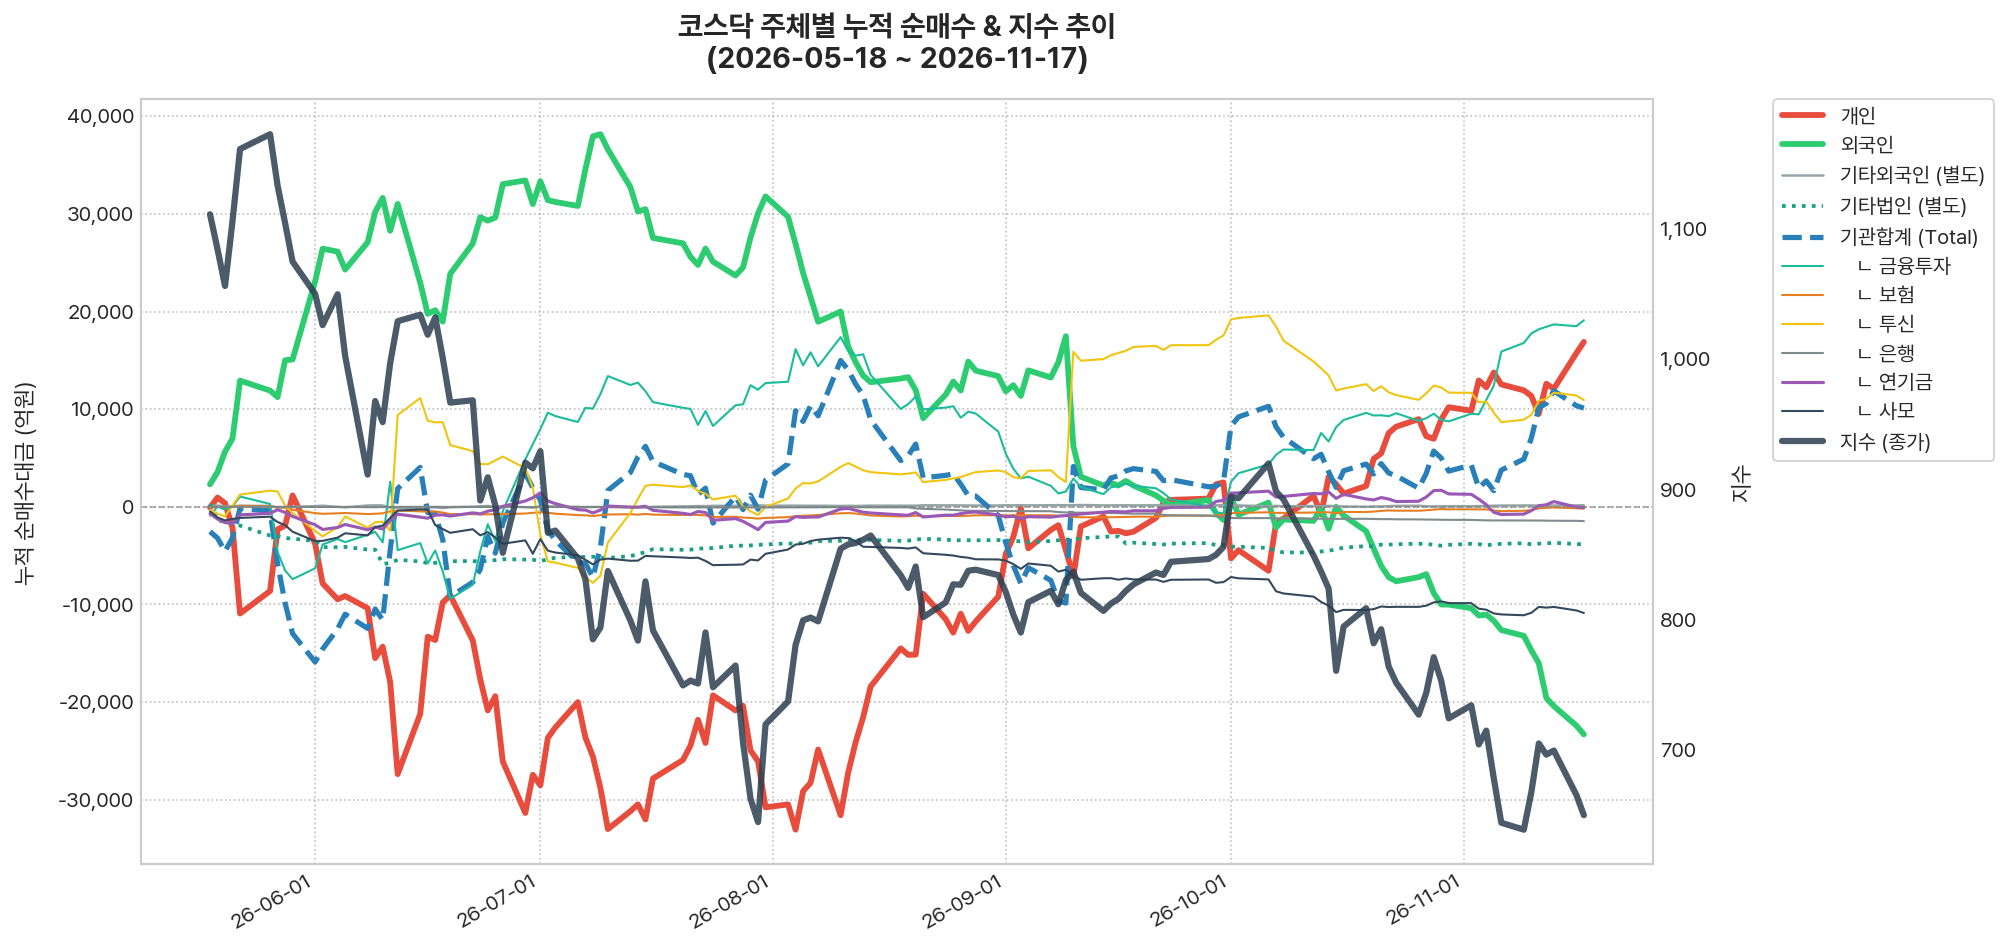 코스닥 주체별 누적 순매수 & 지수 추이
(2026-05-18 ~ 2026-11-17)
누적 순매수대금 (억원)
40,000
30,000
20,000
10,000
0
-10,000
-20,000
-30,000
26-06-01
26-07-01
26-08-01
26-09-01
26-10-01
26-11-01
1,100
1,000
900
800
700
지수
개인
외국인
기타외국인 (별도)
기타법인 (별도)
기관합계 (Total)
ㄴ 금융투자
ㄴ 보험
ㄴ 투신
ㄴ 은행
ㄴ 연기금
ㄴ 사모
지수 (종가)